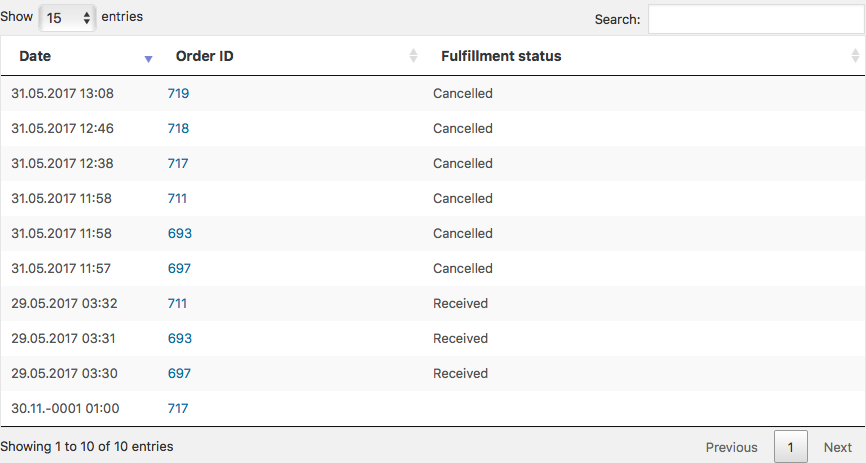 Show 15 entries Search:
Date Order ID Fulfillment status
31.05.2017 13:08 719 Cancelled
31.05.2017 12:46 718 Cancelled
31.05.2017 12:38 717 Cancelled
31.05.2017 11:58 711 Cancelled
31.05.2017 11:58 693 Cancelled
31.05.2017 11:57 697 Cancelled
29.05.2017 03:32 711 Received
29.05.2017 03:31 693 Received
29.05.2017 03:30 697 Received
30.11.-0001 01:00 717
Showing 1 to 10 of 10 entries Previous 1 Next